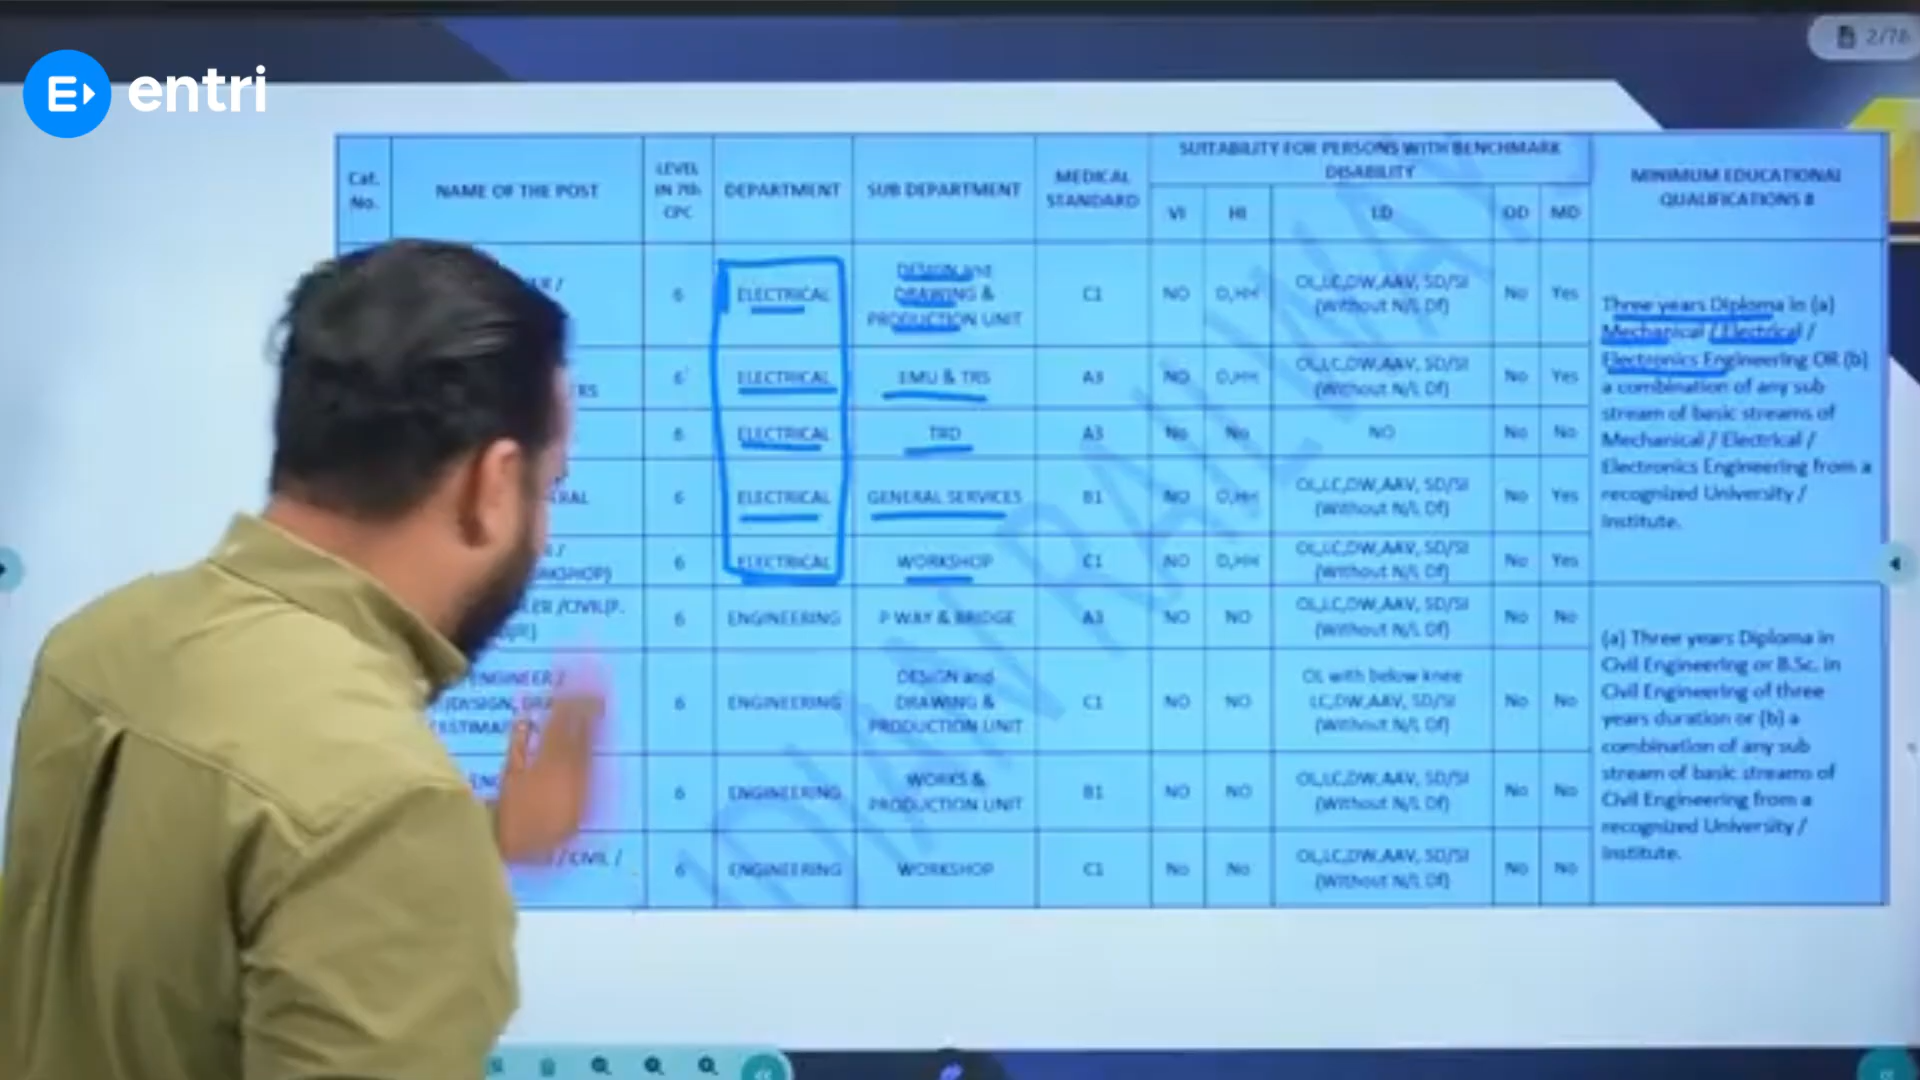 entri
2/78
Cat. No.
NAME OF THE POST
LEVEL IN 7th CPC
DEPARTMENT
SUB DEPARTMENT
MEDICAL STANDARD
SUITABILITY FOR PERSONS WITH BENCHMARK
DISABILITY
VI HI LD OD MD
MINIMUM EDUCATIONAL
QUALIFICATIONS #
6 ELECTRICAL
DESIGN and
DRAWING &
PRODUCTION UNIT
C1 NO D,HH
OL,LC,DW,AAV, SD/SI
(Without N/L Df)
No Yes
6 ELECTRICAL EMU & TRS A3 NO D,HH
OL,LC,DW,AAV, SD/SI
(Without N/L Df)
No Yes
6 ELECTRICAL TRD A3 No No NO No No
6 ELECTRICAL GENERAL SERVICES B1 NO D,HH
OL,LC,DW,AAV, SD/SI
(Without N/L Df)
No Yes
6 ELECTRICAL WORKSHOP C1 NO D,HH
OL,LC,DW,AAV, SD/SI
(Without N/L Df)
No Yes
Three years Diploma in (a)
Mechanical / Electrical /
Electronics Engineering OR (b)
a combination of any sub
stream of basic streams of
Mechanical / Electrical /
Electronics Engineering from a
recognized University /
Institute.
/CIVIL(P.
6 ENGINEERING P WAY & BRIDGE A3 NO NO
OL,LC,DW,AAV, SD/SI
(Without N/L Df)
No No
ENGINEER /
6 ENGINEERING
DESIGN and
DRAWING &
PRODUCTION UNIT
C1 NO NO
OL with below knee
LC,DW,AAV, SD/SI
(Without N/L Df)
No No
6 ENGINEERING
WORKS &
PRODUCTION UNIT
B1 NO NO
OL,LC,DW,AAV, SD/SI
(Without N/L Df)
No No
/ CIVIL /
6 ENGINEERING WORKSHOP C1 No No
OL,LC,DW,AAV, SD/SI
(Without N/L Df)
No No
(a) Three years Diploma in
Civil Engineering or B.Sc. in
Civil Engineering of three
years duration or (b) a
combination of any sub
stream of basic streams of
Civil Engineering from a
recognized University /
Institute.